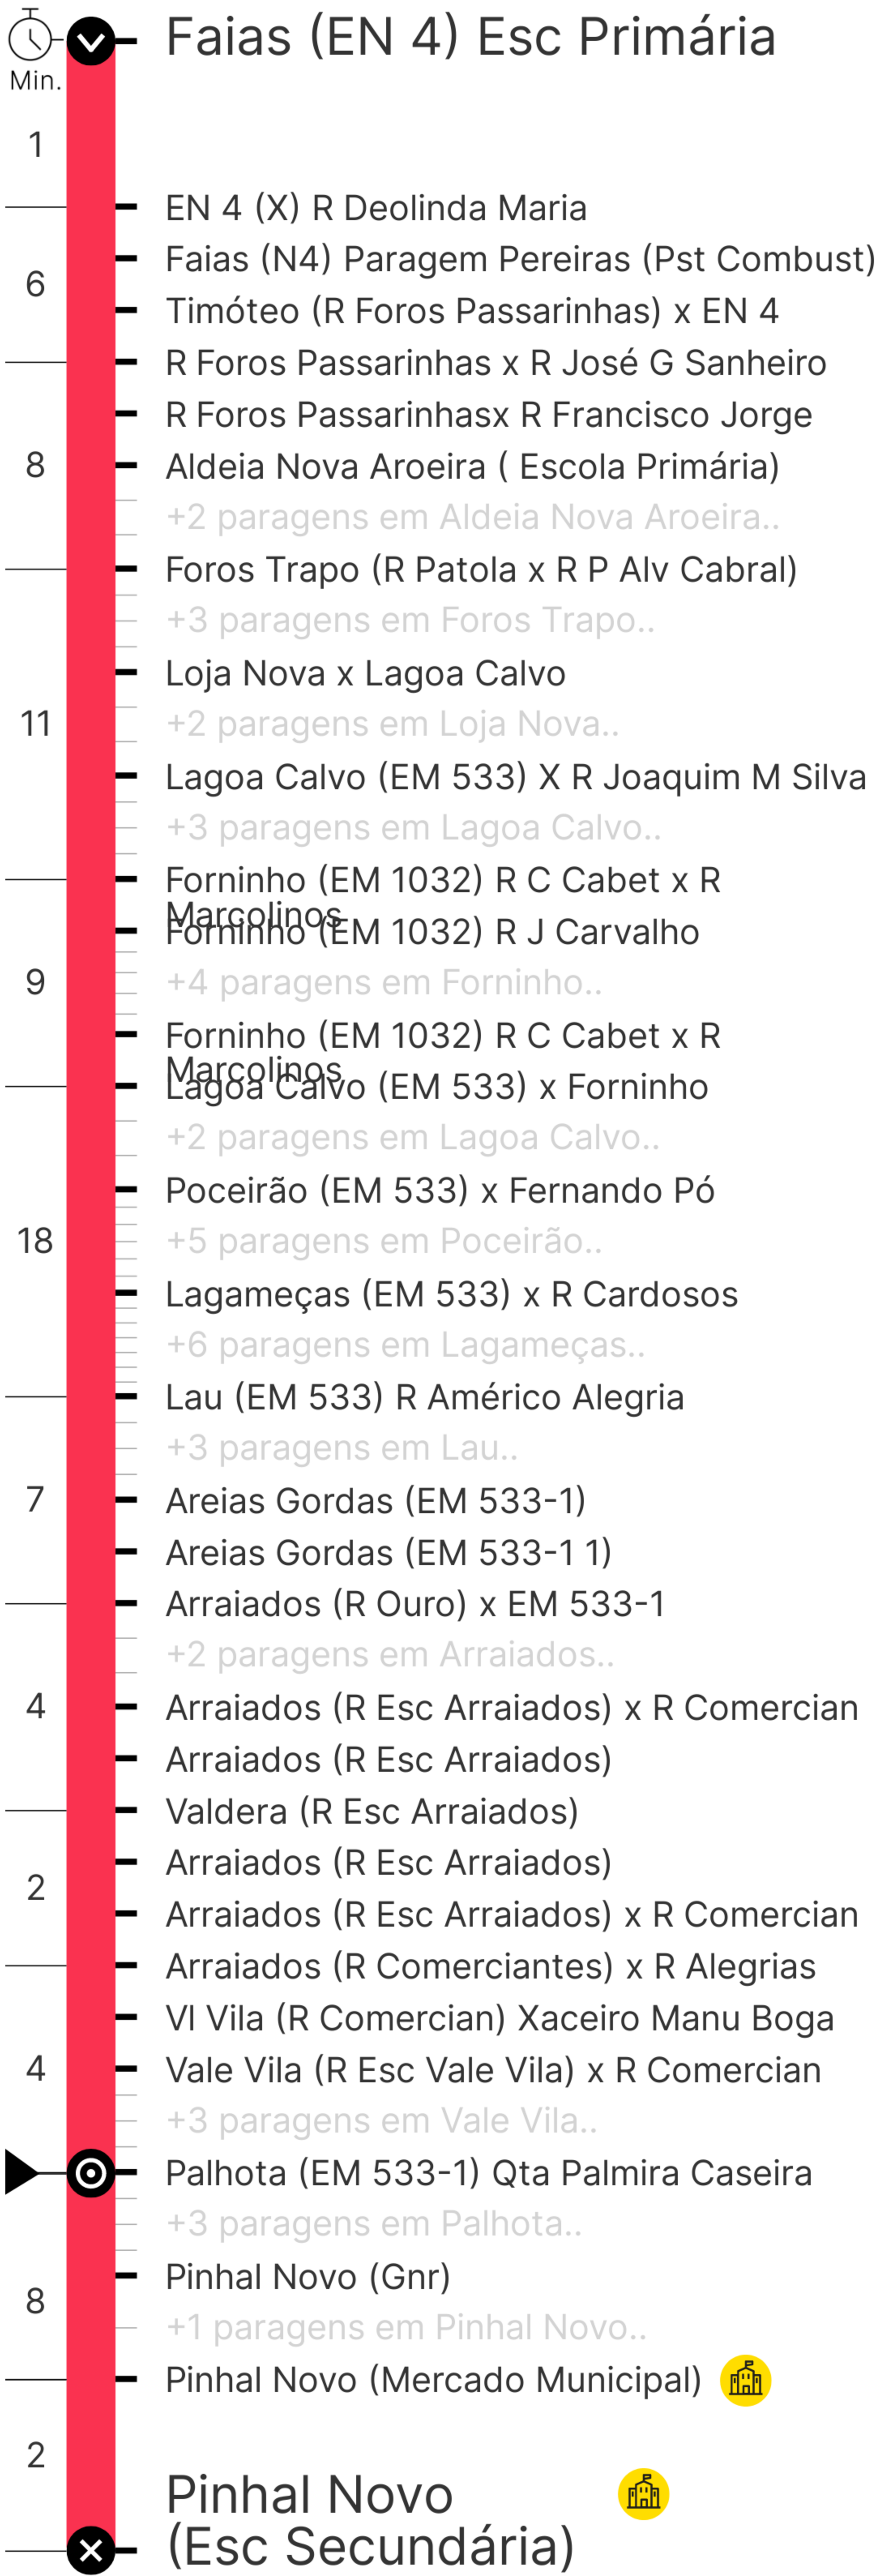 Faias (EN 4) Esc Primária
Min.
1
EN 4 (X) R Deolinda Maria
Faias (N4) Paragem Pereiras (Pst Combust)
6
Timóteo (R Foros Passarinhas) x EN 4
R Foros Passarinhas x R José G Sanheiro
R Foros Passarinhasx R Francisco Jorge
8
Aldeia Nova Aroeira ( Escola Primária)
+2 paragens em Aldeia Nova Aroeira..
Foros Trapo (R Patola x R P Alv Cabral)
+3 paragens em Foros Trapo..
Loja Nova x Lagoa Calvo
11
+2 paragens em Loja Nova..
Lagoa Calvo (EM 533) X R Joaquim M Silva
+3 paragens em Lagoa Calvo..
Forninho (EM 1032) R C Cabet x R
Marcolinos
Forninho (EM 1032) R J Carvalho
9
+4 paragens em Forninho..
Forninho (EM 1032) R C Cabet x R
Marcolinos
Lagoa Calvo (EM 533) x Forninho
+2 paragens em Lagoa Calvo..
Poceirão (EM 533) x Fernando Pó
18
+5 paragens em Poceirão..
Lagameças (EM 533) x R Cardosos
+6 paragens em Lagameças..
Lau (EM 533) R Américo Alegria
+3 paragens em Lau..
7
Areias Gordas (EM 533-1)
Areias Gordas (EM 533-1 1)
Arraiados (R Ouro) x EM 533-1
+2 paragens em Arraiados..
4
Arraiados (R Esc Arraiados) x R Comercian
Arraiados (R Esc Arraiados)
Valdera (R Esc Arraiados)
Arraiados (R Esc Arraiados)
2
Arraiados (R Esc Arraiados) x R Comercian
Arraiados (R Comerciantes) x R Alegrias
Vl Vila (R Comercian) Xaceiro Manu Boga
4
Vale Vila (R Esc Vale Vila) x R Comercian
+3 paragens em Vale Vila..
Palhota (EM 533-1) Qta Palmira Caseira
+3 paragens em Palhota..
Pinhal Novo (Gnr)
8
+1 paragens em Pinhal Novo..
Pinhal Novo (Mercado Municipal)
2
Pinhal Novo
(Esc Secundária)